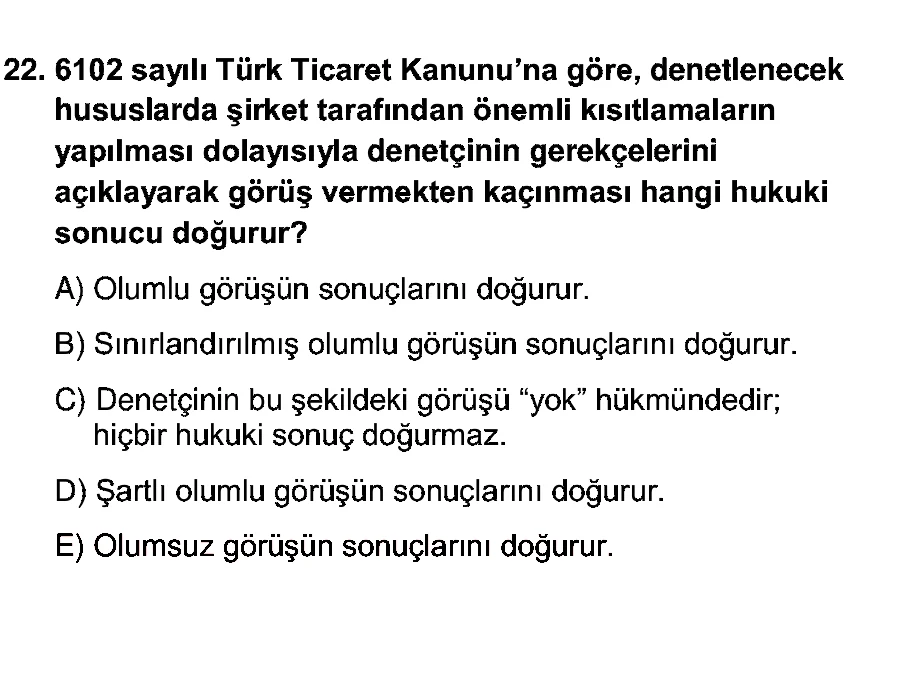 22. 6102 sayılı Türk Ticaret Kanunu’na göre, denetlenecek
hususlarda şirket tarafından önemli kısıtlamaların
yapılması dolayısıyla denetçinin gerekçelerini
açıklayarak görüş vermekten kaçınması hangi hukuki
sonucu doğurur?
A) Olumlu görüşün sonuçlarını doğurur.
B) Sınırlandırılmış olumlu görüşün sonuçlarını doğurur.
C) Denetçinin bu şekildeki görüşü “yok” hükmündedir;
hiçbir hukuki sonuç doğurmaz.
D) Şartlı olumlu görüşün sonuçlarını doğurur.
E) Olumsuz görüşün sonuçlarını doğurur.